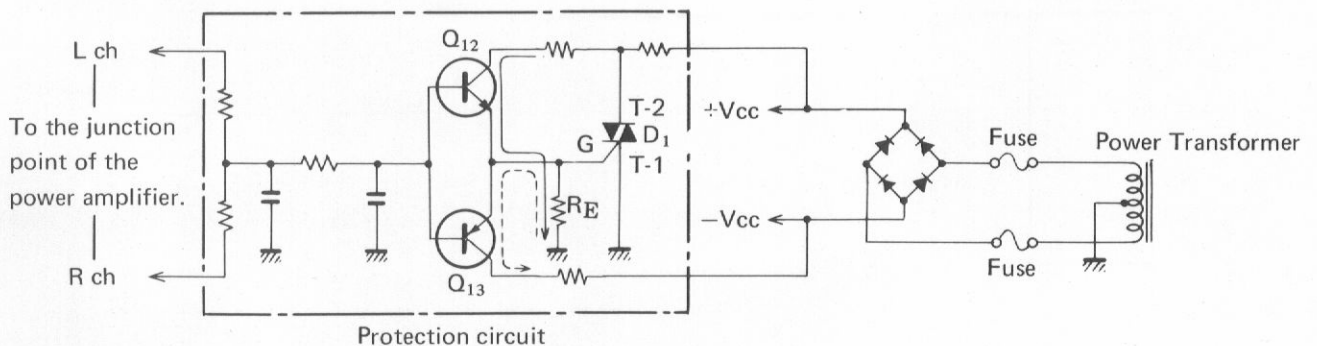 L ch
To the junction
point of the
power amplifier.
R ch
Q12
Q13
G
T-2
D1
T-1
RE
+Vcc
−Vcc
Fuse
Fuse
Power Transformer
Protection circuit